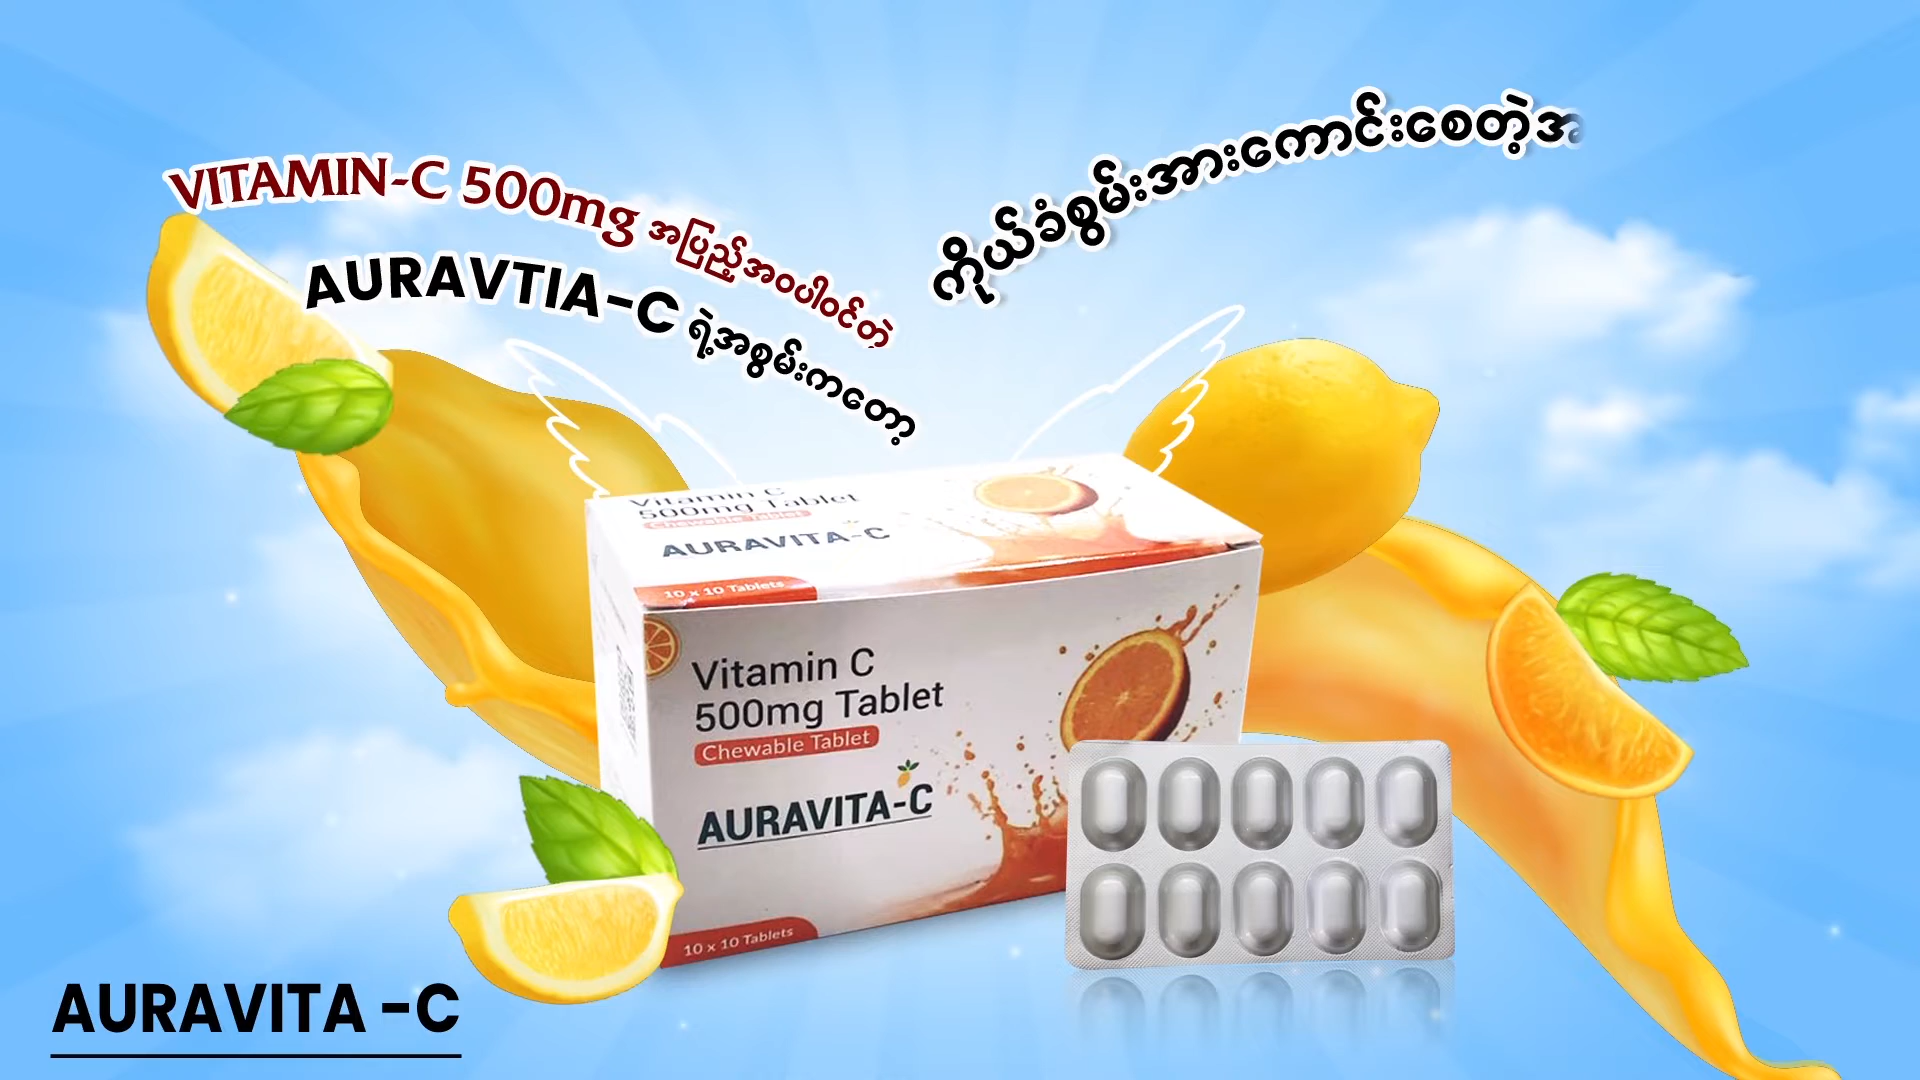 VITAMIN-C 500mg အပြည့်အဝပါဝင်တဲ့
AURAVTIA-C ရဲ့အစွမ်းကတော့
ကိုယ်ခံစွမ်းအားကောင်းစေတဲ့အ
Vitamin C
500mg Tablet
Chewable Tablet
AURAVITA-C
10 x 10 Tablets
Vitamin C
500mg Tablet
Chewable Tablet
AURAVITA-C
10 x 10 Tablets
AURAVITA -C